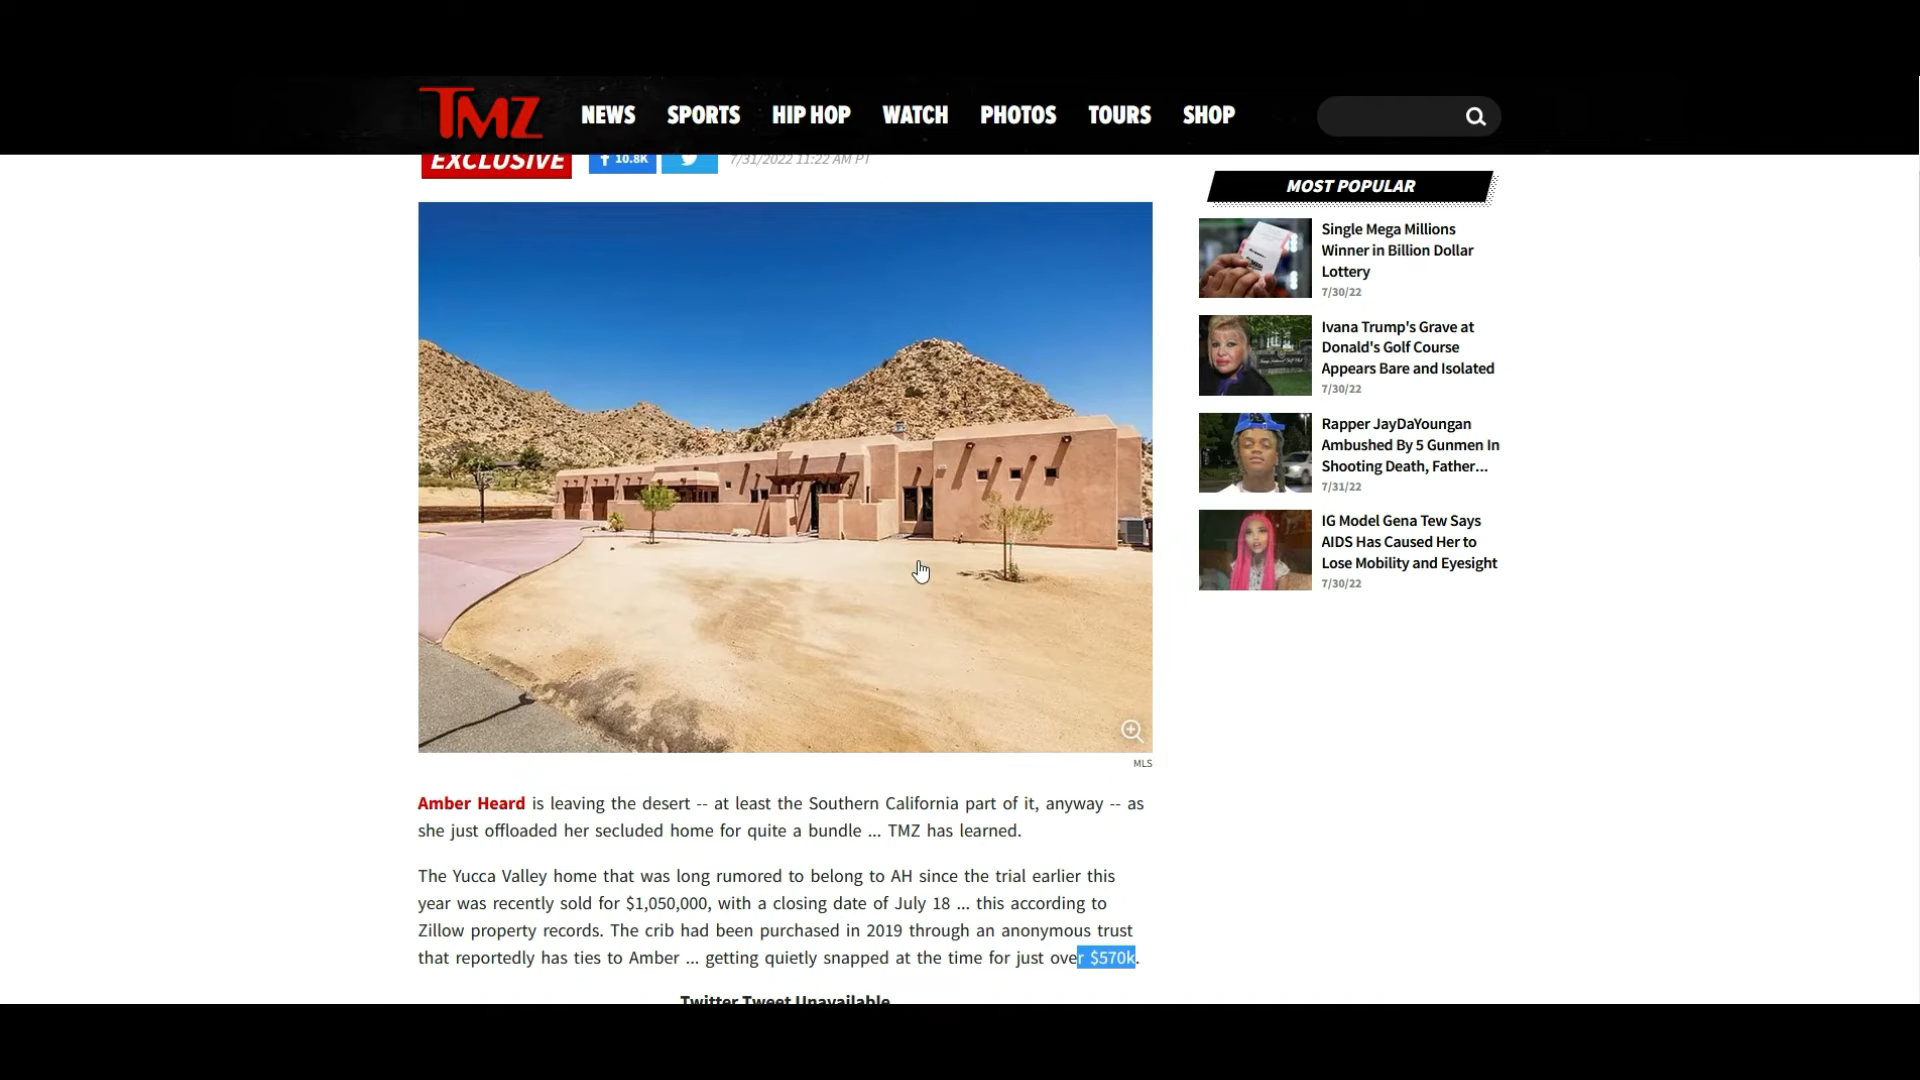 TMZ
NEWS SPORTS HIP HOP WATCH PHOTOS TOURS SHOP
EXCLUSIVE
10.8K
7/31/2022 11:22 AM PT
MLS
Amber Heard is leaving the desert -- at least the Southern California part of it, anyway -- as
she just offloaded her secluded home for quite a bundle ... TMZ has learned.
The Yucca Valley home that was long rumored to belong to AH since the trial earlier this
year was recently sold for $1,050,000, with a closing date of July 18 ... this according to
Zillow property records. The crib had been purchased in 2019 through an anonymous trust
that reportedly has ties to Amber ... getting quietly snapped at the time for just over $570k.
Twitter Tweet Unavailable
MOST POPULAR
Single Mega Millions
Winner in Billion Dollar
Lottery
7/30/22
Ivana Trump's Grave at
Donald's Golf Course
Appears Bare and Isolated
7/30/22
Rapper JayDaYoungan
Ambushed By 5 Gunmen In
Shooting Death, Father...
7/31/22
IG Model Gena Tew Says
AIDS Has Caused Her to
Lose Mobility and Eyesight
7/30/22